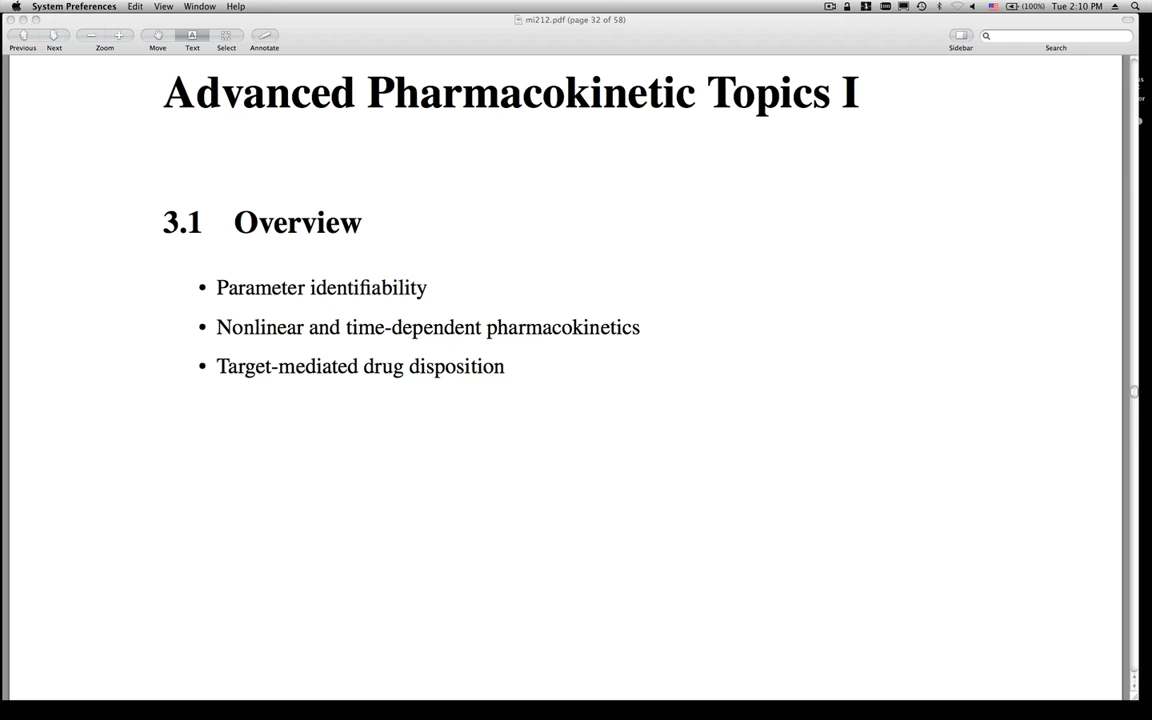 System Preferences Edit View Window Help (100%) Tue 2:10 PM
mi212.pdf (page 32 of 58)
Previous Next Zoom Move Text Select Annotate Sidebar Search
Advanced Pharmacokinetic Topics I
3.1 Overview
• Parameter identifiability
• Nonlinear and time-dependent pharmacokinetics
• Target-mediated drug disposition